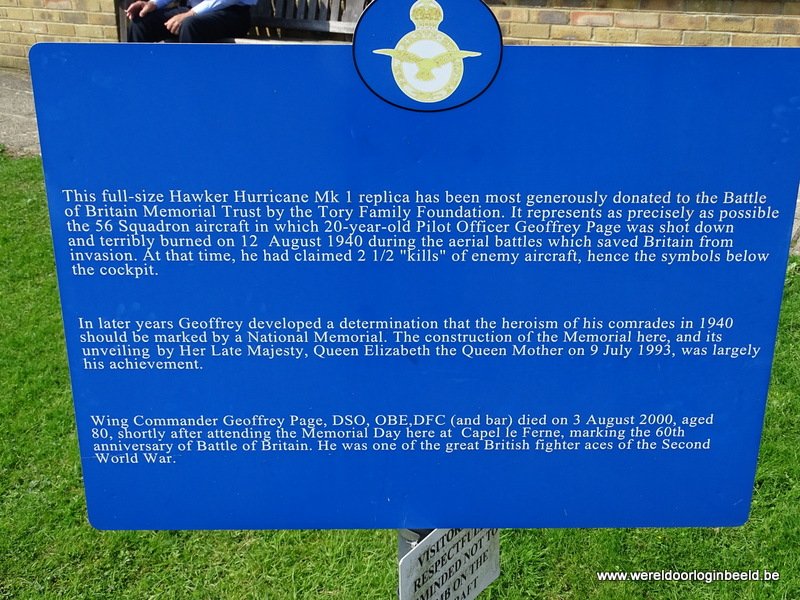 This full-size Hawker Hurricane Mk 1 replica has been most generously donated to the Battle
of Britain Memorial Trust by the Tory Family Foundation. It represents as precisely as possible
the 56 Squadron aircraft in which 20-year-old Pilot Officer Geoffrey Page was shot down
and terribly burned on 12 August 1940 during the aerial battles which saved Britain from
invasion. At that time, he had claimed 2 1/2 "kills" of enemy aircraft, hence the symbols below
the cockpit.
In later years Geoffrey developed a determination that the heroism of his comrades in 1940
should be marked by a National Memorial. The construction of the Memorial here, and its
unveiling by Her Late Majesty, Queen Elizabeth the Queen Mother on 9 July 1993, was largely
his achievement.
Wing Commander Geoffrey Page, DSO, OBE,DFC (and bar) died on 3 August 2000, aged
80, shortly after attending the Memorial Day here at Capel le Ferne, marking the 60th
anniversary of Battle of Britain. He was one of the great British fighter aces of the Second
World War.
VISITOR
RESPECTFUL
MINDED NOT TO
MB ON THE
RAFT
www.wereldoorloginbeeld.be